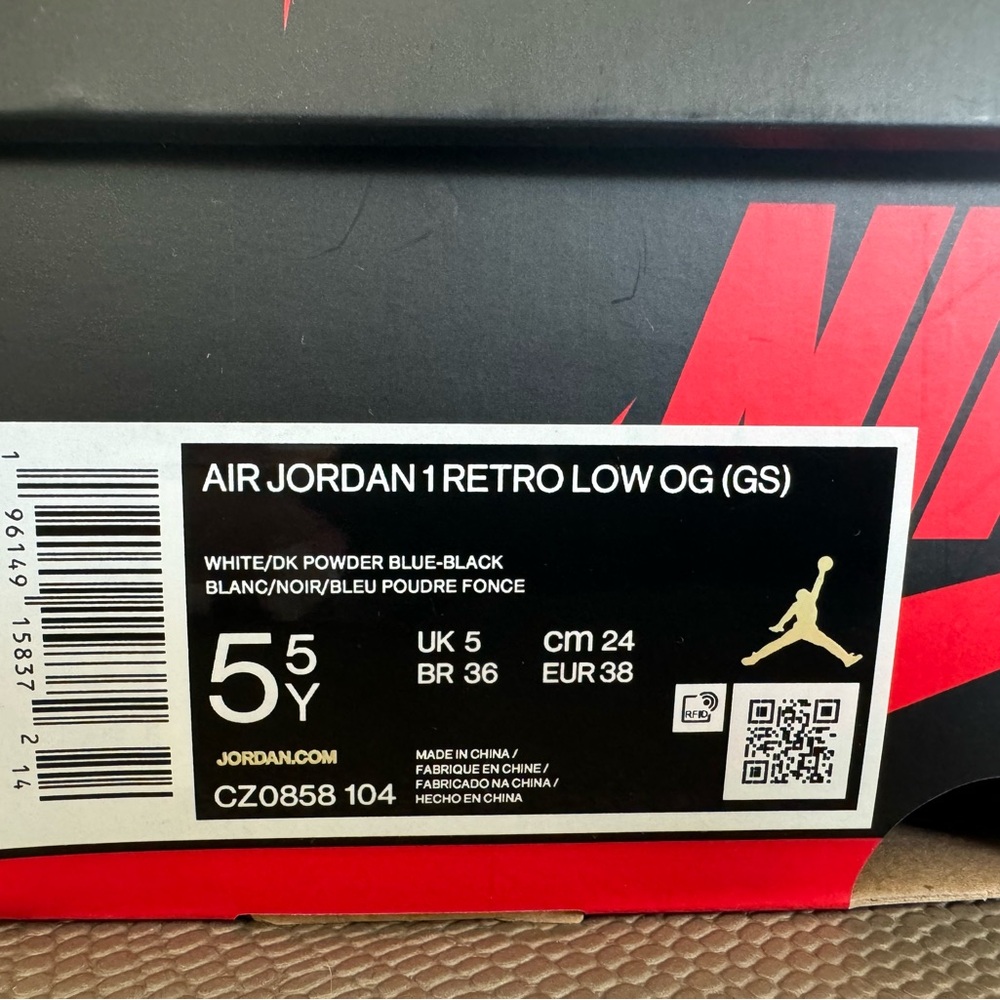 AIR JORDAN 1 RETRO LOW OG (GS)
WHITE/DK POWDER BLUE-BLACK
BLANC/NOIR/BLEU POUDRE FONCE
5 5Y
UK 5 cm 24
BR 36 EUR 38
RFID
JORDAN.COM
CZ0858 104
MADE IN CHINA /
FABRIQUE EN CHINE /
FABRICADO NA CHINA /
HECHO EN CHINA
1 96149 15837 2 14